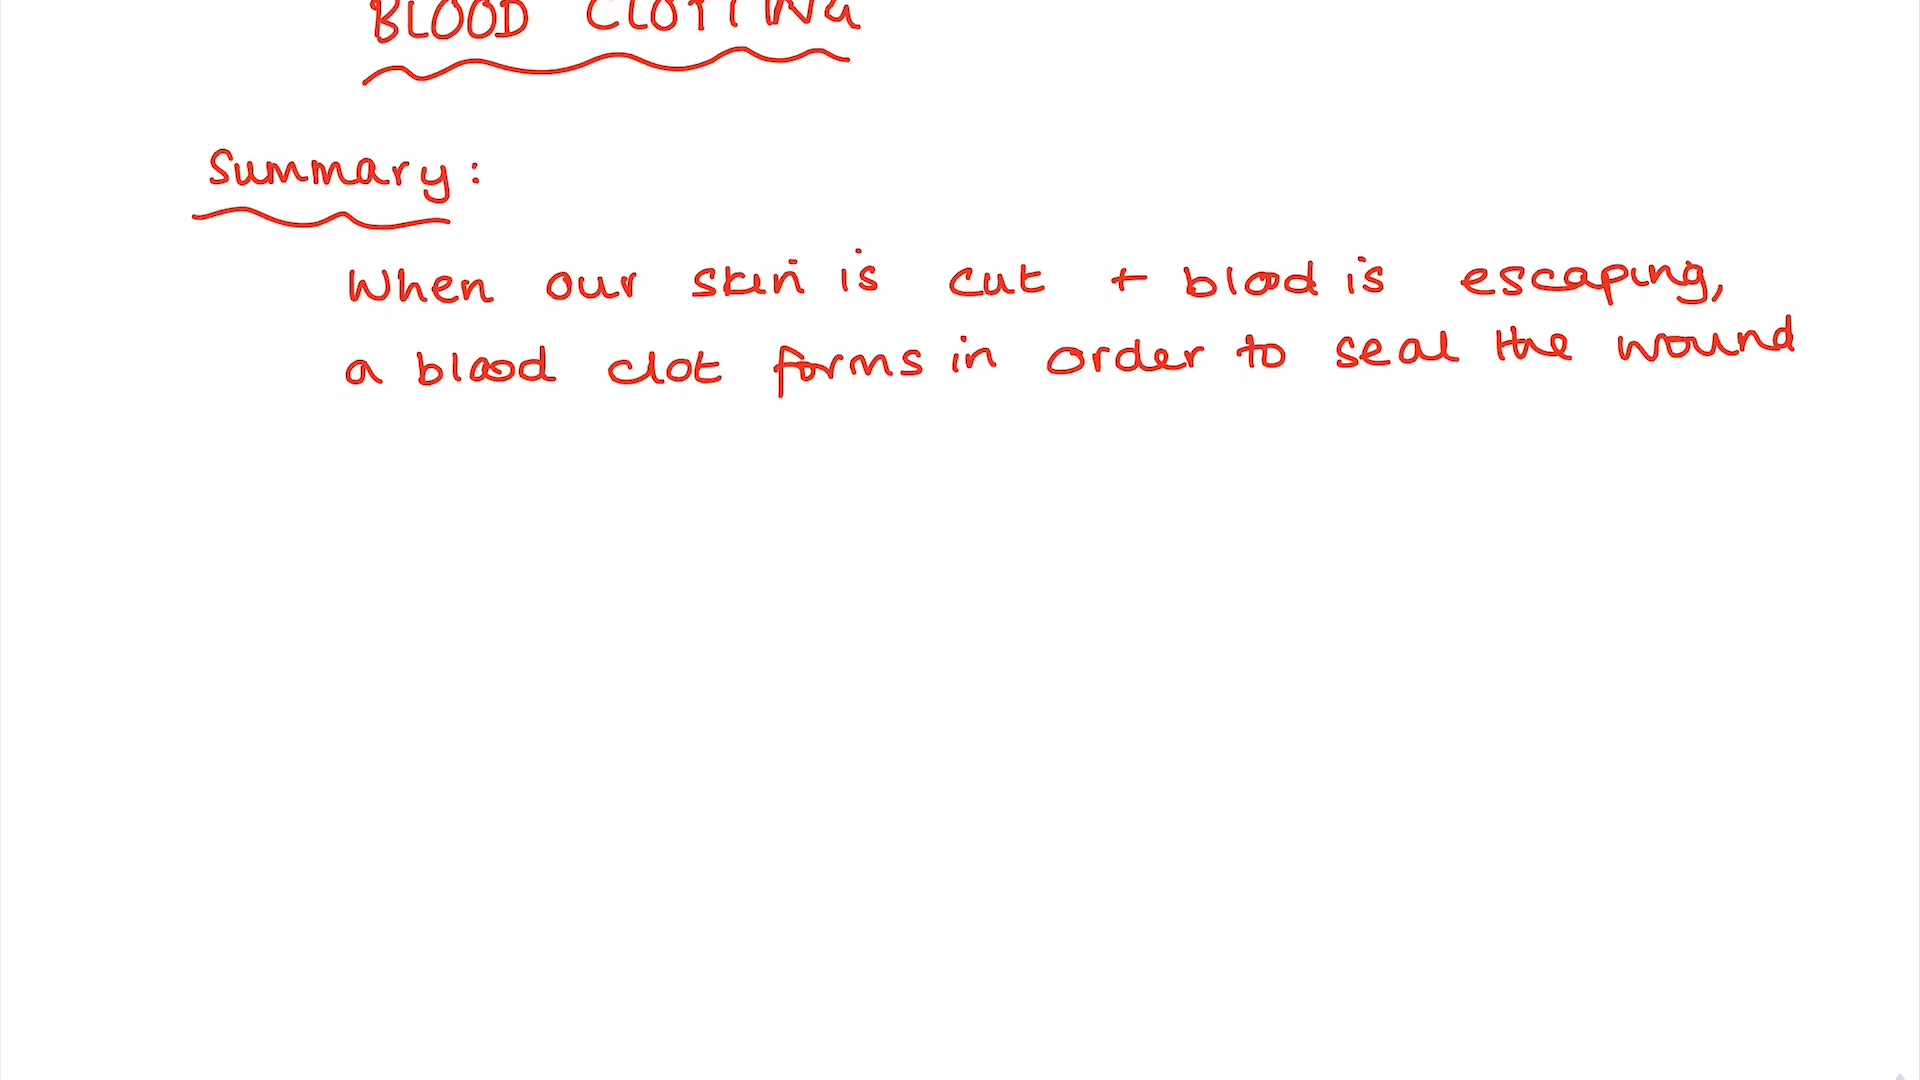 BLOOD CLOTTING
Summary:
When our skin is cut + blood is escaping,
a blood clot forms in order to seal the wound